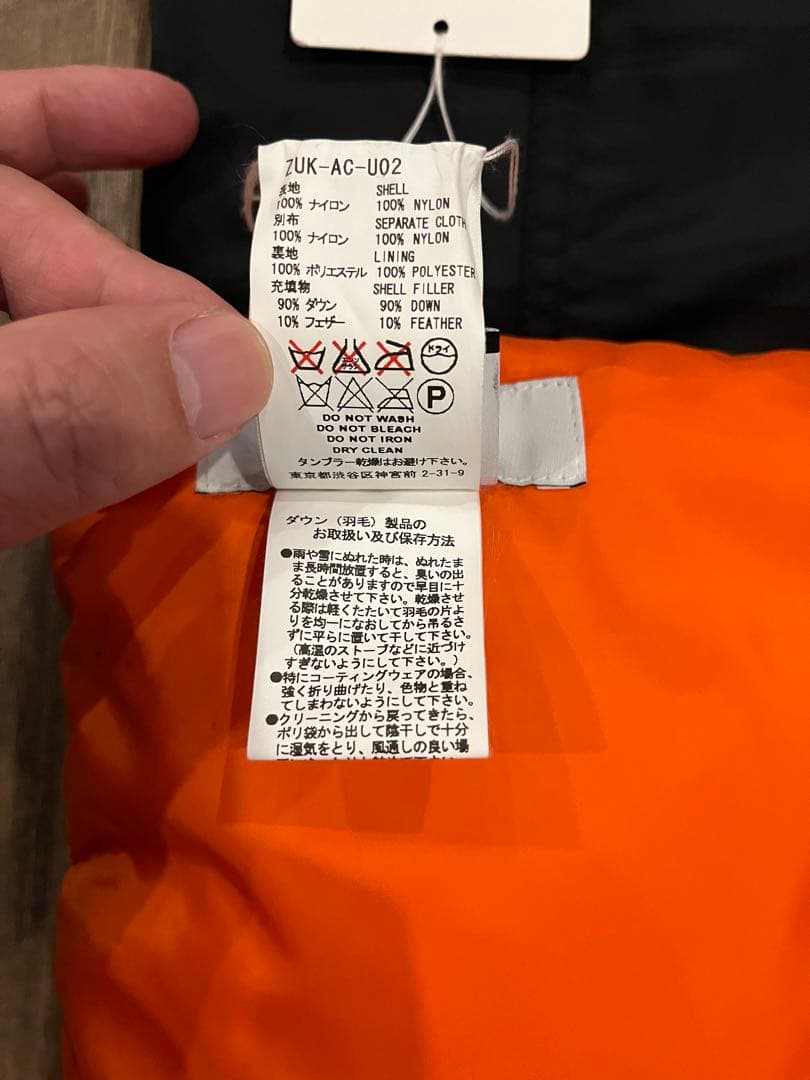 ZUK-AC-U02
表地 SHELL
100% ナイロン 100% NYLON
別布 SEPARATE CLOTH
100% ナイロン 100% NYLON
裏地 LINING
100% ポリエステル 100% POLYESTER
充填物 SHELL FILLER
90% ダウン 90% DOWN
10% フェザー 10% FEATHER
ドライ
P
DO NOT WASH
DO NOT BLEACH
DO NOT IRON
DRY CLEAN
タンブラー乾燥はお避け下さい。
東京都渋谷区神宮前 2-31-9
ダウン(羽毛)製品の
お取扱い及び保存方法
●雨や雪にぬれた時は、ぬれたま
ま長時間放置すると、臭いの出
ることがありますので早目に十
分乾燥させて下さい。乾燥させ
る際は軽くたたいて羽毛の片よ
りを均一になおしてから吊るさ
ずに平らに置いて干して下さい。
(高温のストーブなどに近づけ
すぎないようにして下さい。)
●特にコーティングウェアの場合、
強く折り曲げたり、色物と重ね
てしまわないようにして下さい。
●クリーニングから戻ってきたら、
ポリ袋から出して陰干しで十分
に湿気をとり、風通しの良い場